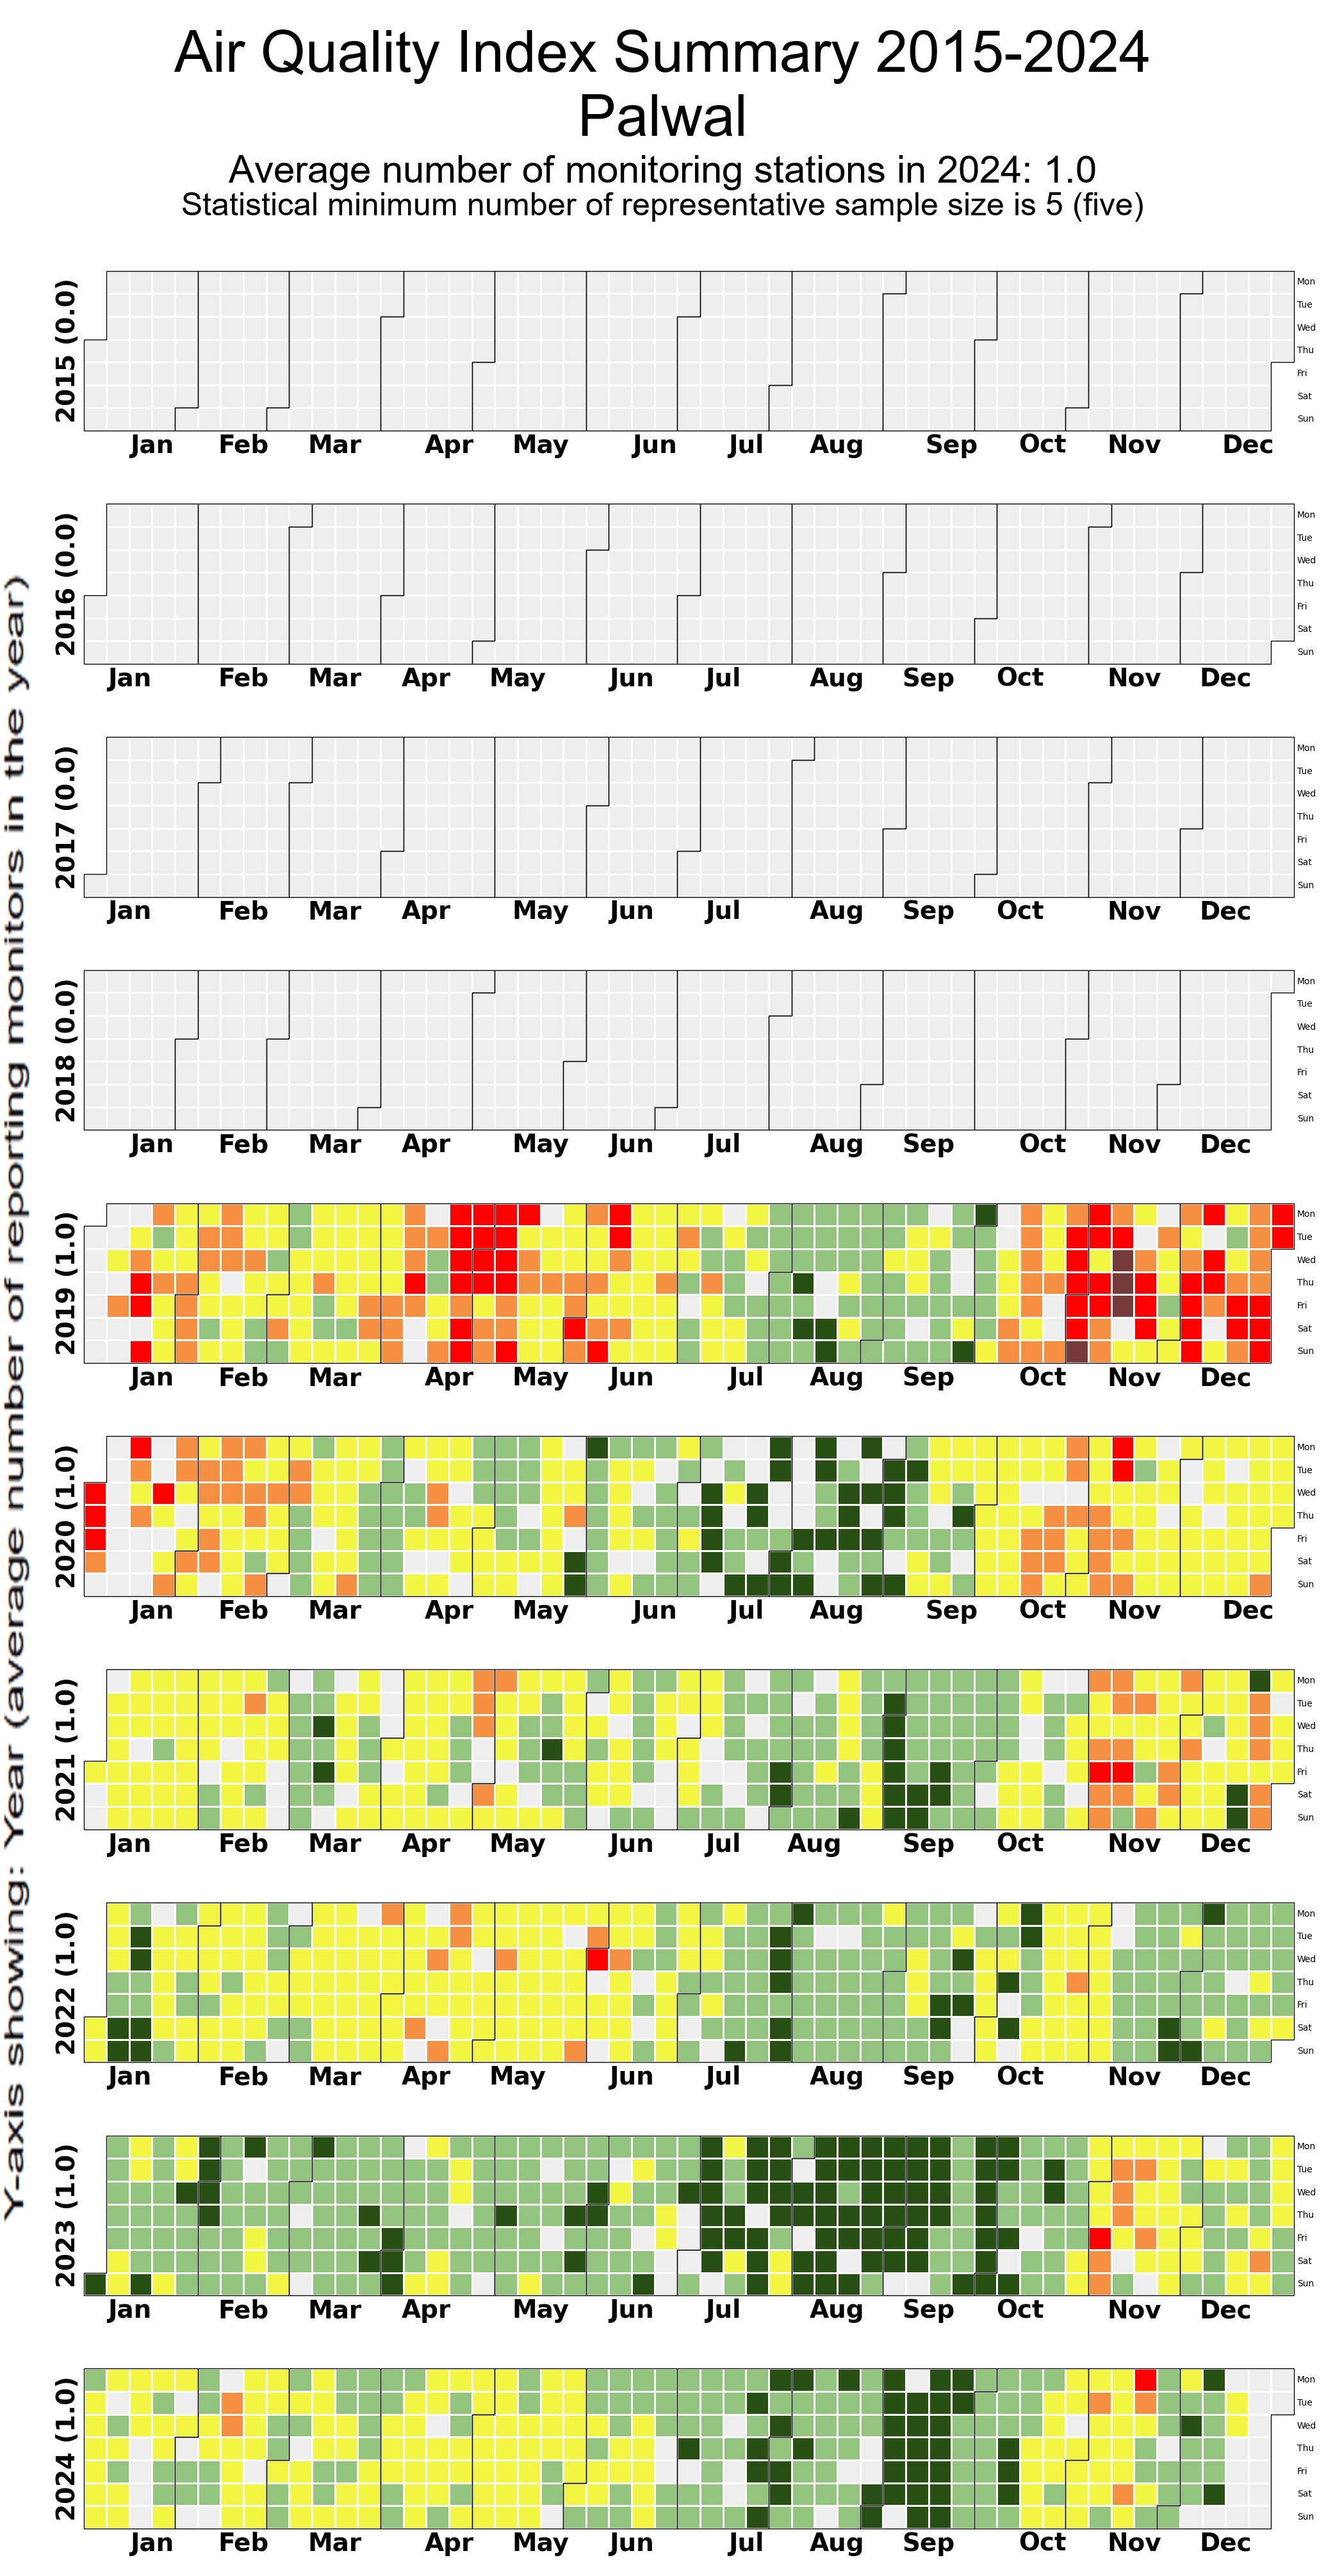 Air Quality Index Summary 2015-2024
Palwal
Average number of monitoring stations in 2024: 1.0
Statistical minimum number of representative sample size is 5 (five)
Y-axis showing: Year (average number of reporting monitors in the year)
2015 (0.0)
Mon
Tue
Wed
Thu
Fri
Sat
Sun
Jan Feb Mar Apr May Jun Jul Aug Sep Oct Nov Dec
2016 (0.0)
Mon
Tue
Wed
Thu
Fri
Sat
Sun
Jan Feb Mar Apr May Jun Jul Aug Sep Oct Nov Dec
2017 (0.0)
Mon
Tue
Wed
Thu
Fri
Sat
Sun
Jan Feb Mar Apr May Jun Jul Aug Sep Oct Nov Dec
2018 (0.0)
Mon
Tue
Wed
Thu
Fri
Sat
Sun
Jan Feb Mar Apr May Jun Jul Aug Sep Oct Nov Dec
2019 (1.0)
Mon
Tue
Wed
Thu
Fri
Sat
Sun
Jan Feb Mar Apr May Jun Jul Aug Sep Oct Nov Dec
2020 (1.0)
Mon
Tue
Wed
Thu
Fri
Sat
Sun
Jan Feb Mar Apr May Jun Jul Aug Sep Oct Nov Dec
2021 (1.0)
Mon
Tue
Wed
Thu
Fri
Sat
Sun
Jan Feb Mar Apr May Jun Jul Aug Sep Oct Nov Dec
2022 (1.0)
Mon
Tue
Wed
Thu
Fri
Sat
Sun
Jan Feb Mar Apr May Jun Jul Aug Sep Oct Nov Dec
2023 (1.0)
Mon
Tue
Wed
Thu
Fri
Sat
Sun
Jan Feb Mar Apr May Jun Jul Aug Sep Oct Nov Dec
2024 (1.0)
Mon
Tue
Wed
Thu
Fri
Sat
Sun
Jan Feb Mar Apr May Jun Jul Aug Sep Oct Nov Dec